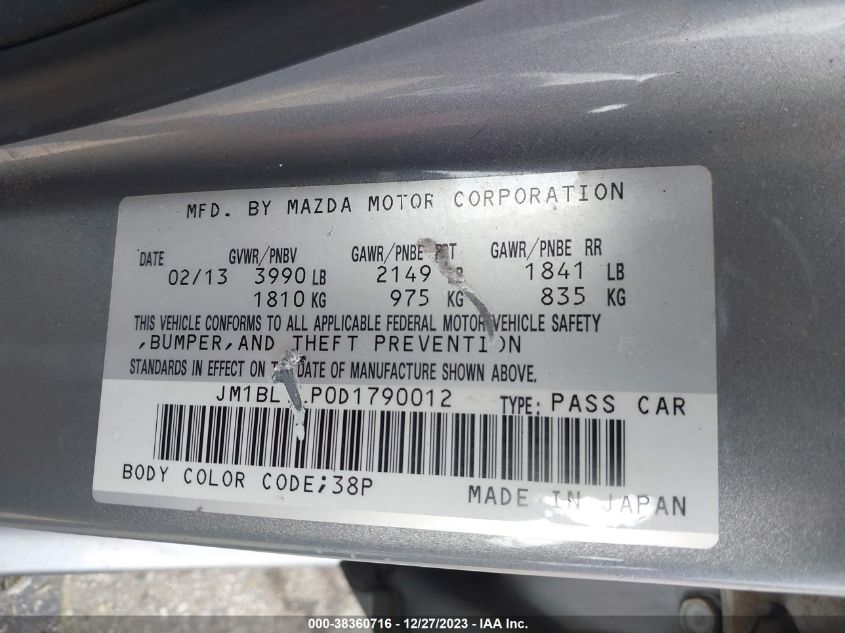 MFD. BY MAZDA MOTOR CORPORATION
DATE GVWR/PNBV GAWR/PNBE GAWR/PNBE RR
02/13 3990 LB 2149 1841 LB
1810 KG 975 KG 835 KG
THIS VEHICLE CONFORMS TO ALL APPLICABLE FEDERAL MOTOR VEHICLE SAFETY
,BUMPER,AND THEFT PREVENTION
STANDARDS IN EFFECT ON DATE OF MANUFACTURE SHOWN ABOVE.
TYPE: PASS CAR
BODY COLOR CODE;38P
MADE IN JAPAN
000-38360716 - 12/27/2023 - IAA Inc.